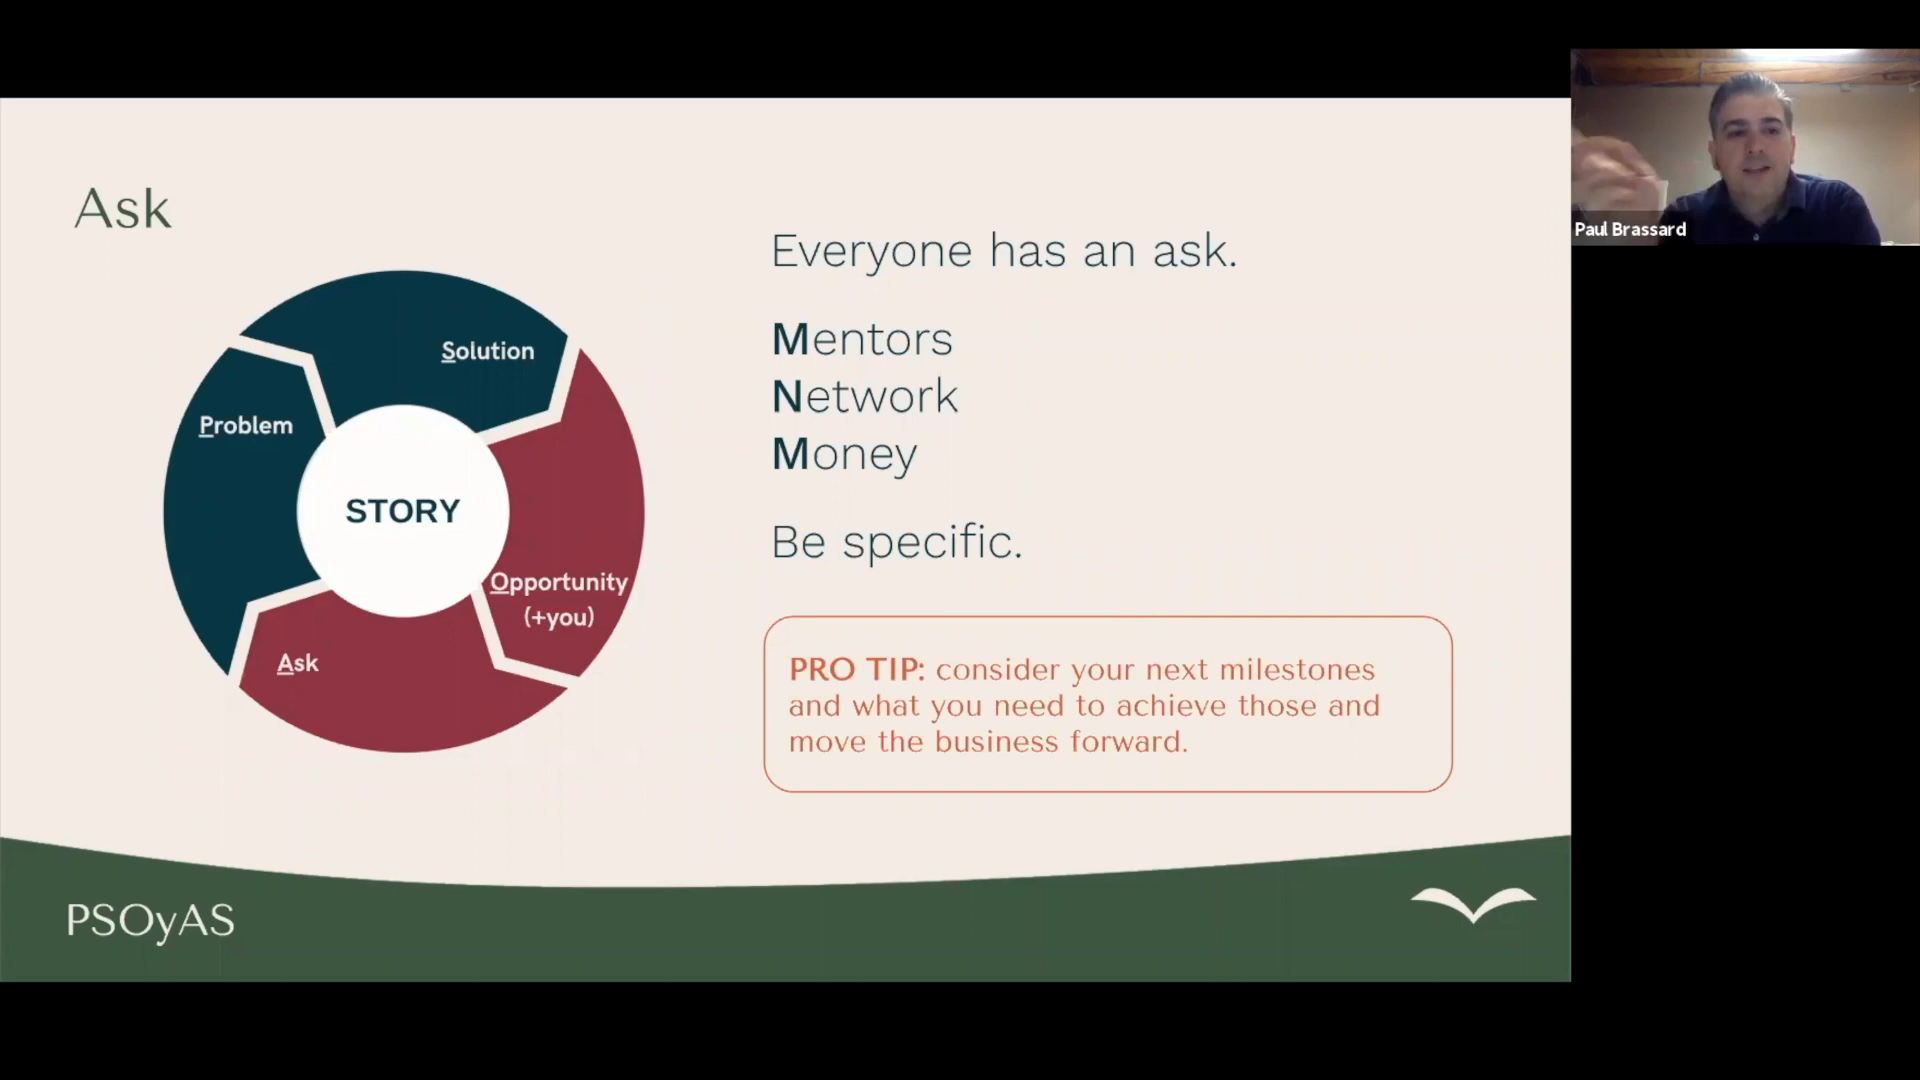 Ask
Everyone has an ask.
Mentors
Network
Money
Be specific.
PRO TIP: consider your next milestones
and what you need to achieve those and
move the business forward.
Solution
Problem
STORY
Opportunity
(+you)
Ask
PSOyAS
Paul Brassard